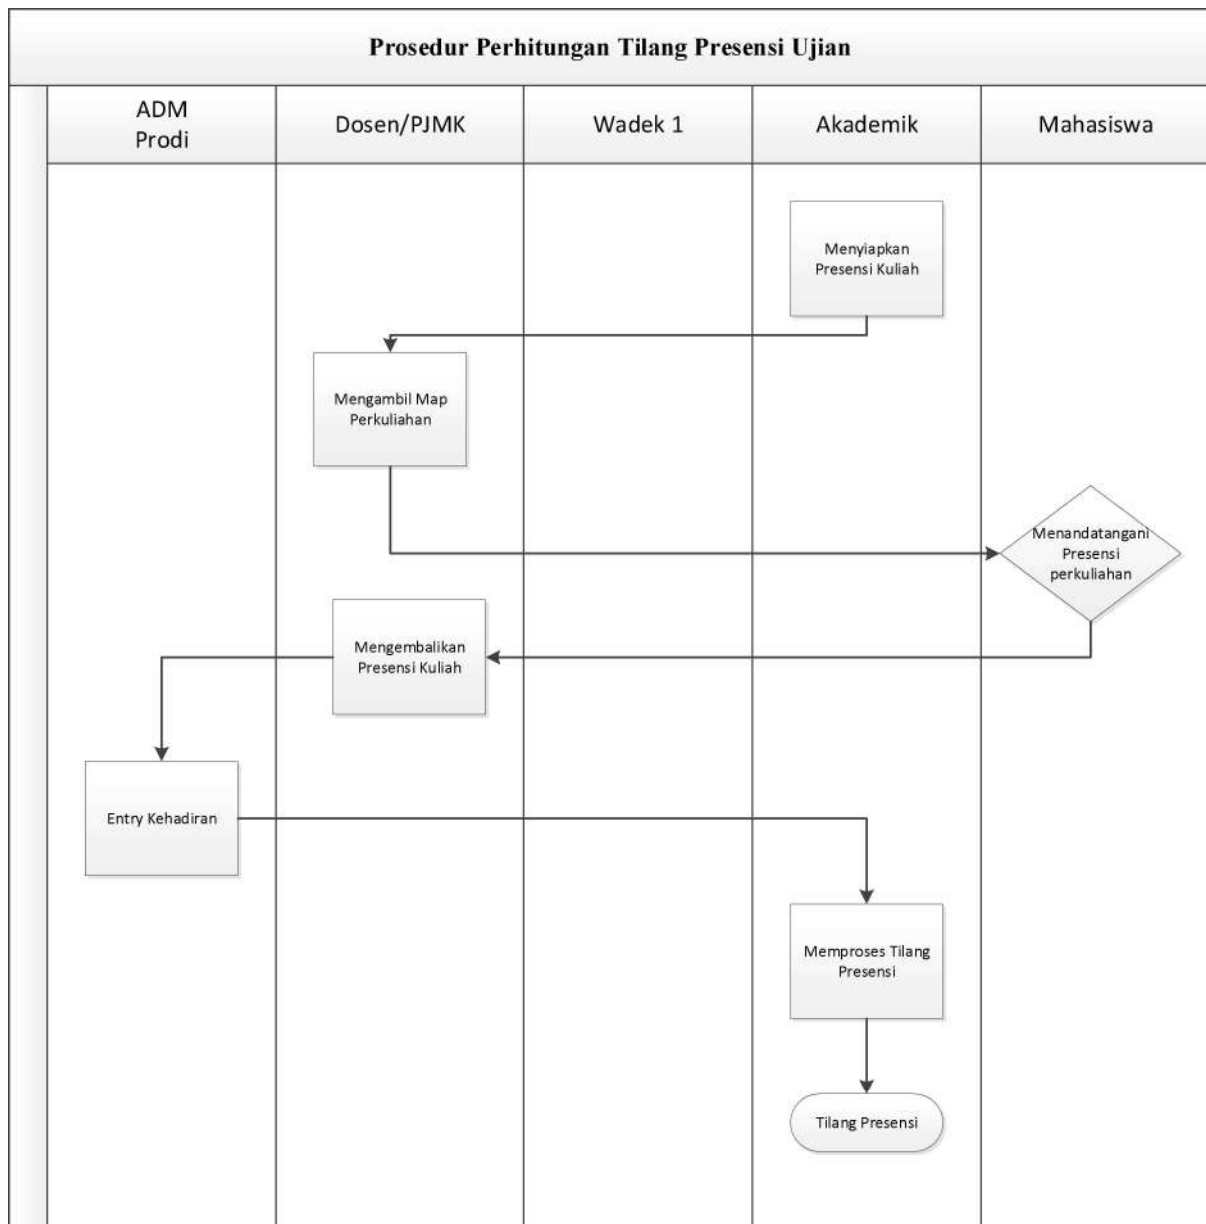 Prosedur Perhitungan Tilang Presensi Ujian
ADM
Prodi
Dosen/PJMK
Wadek 1
Akademik
Mahasiswa
Menyiapkan
Presensi Kuliah
Mengambil Map
Perkuliahan
Menandatangani
Presensi
perkuliahan
Mengembalikan
Presensi Kuliah
Entry Kehadiran
Memproses Tilang
Presensi
Tilang Presensi